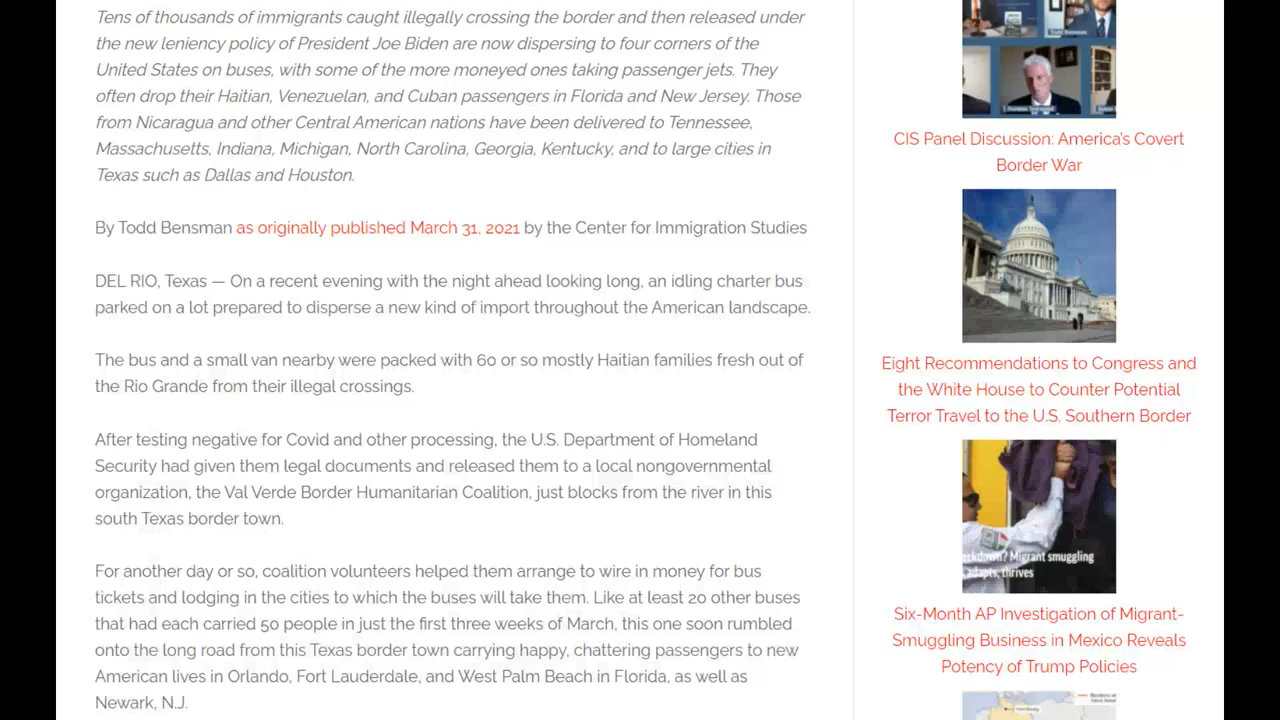 Tens of thousands of immigrants caught illegally crossing the border and then released under
the new leniency policy of President Joe Biden are now dispersing to the corners of the
United States on buses, with some of the more moneyed ones taking passenger jets. They
often drop their Haitian, Venezuelan, and Cuban passengers in Florida and New Jersey. Those
from Nicaragua and other Central American nations have been delivered to Tennessee,
Massachusetts, Indiana, Michigan, North Carolina, Georgia, Kentucky, and to large cities in
Texas such as Dallas and Houston.
By Todd Bensman as originally published March 31, 2021 by the Center for Immigration Studies
DEL RIO, Texas — On a recent evening with the night ahead looking long, an idling charter bus
parked on a lot prepared to disperse a new kind of import throughout the American landscape.
The bus and a small van nearby were packed with 60 or so mostly Haitian families fresh out of
the Rio Grande from their illegal crossings.
After testing negative for Covid and other processing, the U.S. Department of Homeland
Security had given them legal documents and released them to a local nongovernmental
organization, the Val Verde Border Humanitarian Coalition, just blocks from the river in this
south Texas border town.
For another day or so, coalition volunteers helped them arrange to wire in money for bus
tickets and lodging in the cities to which the buses will take them. Like at least 20 other buses
that had each carried 50 people in just the first three weeks of March, this one soon rumbled
onto the long road from this Texas border town carrying happy, chattering passengers to new
American lives in Orlando, Fort Lauderdale, and West Palm Beach in Florida, as well as
Newark, N.J.
CIS Panel Discussion: America's Covert
Border War
Eight Recommendations to Congress and
the White House to Counter Potential
Terror Travel to the U.S. Southern Border
ckdown? Migrant smuggling
adapts, thrives
Six-Month AP Investigation of Migrant-
Smuggling Business in Mexico Reveals
Potency of Trump Policies